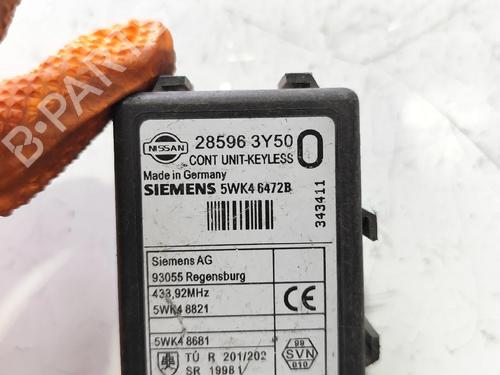 B-PARTS
NISSAN
28596 3Y50 0
CONT UNIT-KEYLESS
Made in Germany
SIEMENS 5WK4 6472B
343411
Siemens AG
93055 Regensburg
433,92MHz
5WK4 8821
CE
5WK4 8681
TÜ R 201/202
SR 1998
99
SVN
010